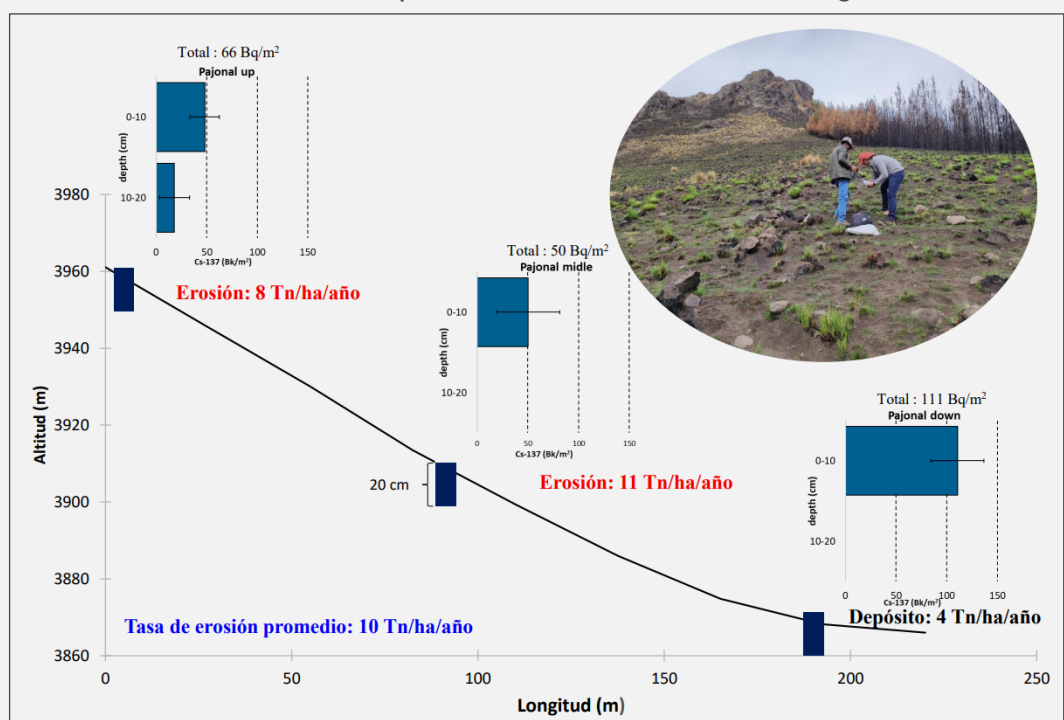 Total : 66 Bq/m²
Pajonal up
0-10
10-20
depth (cm)
0 50 100 150
Cs-137 (Bk/m²)
Erosión: 8 Tn/ha/año
Total : 50 Bq/m²
Pajonal midle
0-10
10-20
depth (cm)
0 50 100 150
Cs-137 (Bk/m²)
Erosión: 11 Tn/ha/año
20 cm
Total : 111 Bq/m²
Pajonal down
0-10
10-20
depth (cm)
0 50 100 150
Cs-137 (Bk/m²)
Depósito: 4 Tn/ha/año
Tasa de erosión promedio: 10 Tn/ha/año
Altitud (m)
3980
3960
3940
3920
3900
3880
3860
0 50 100 150 200 250
Longitud (m)